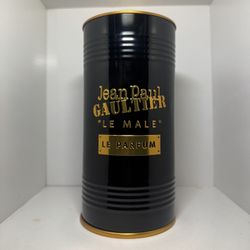 Jean Paul
GAULTIER
"LE MALE"
LE PARFUM